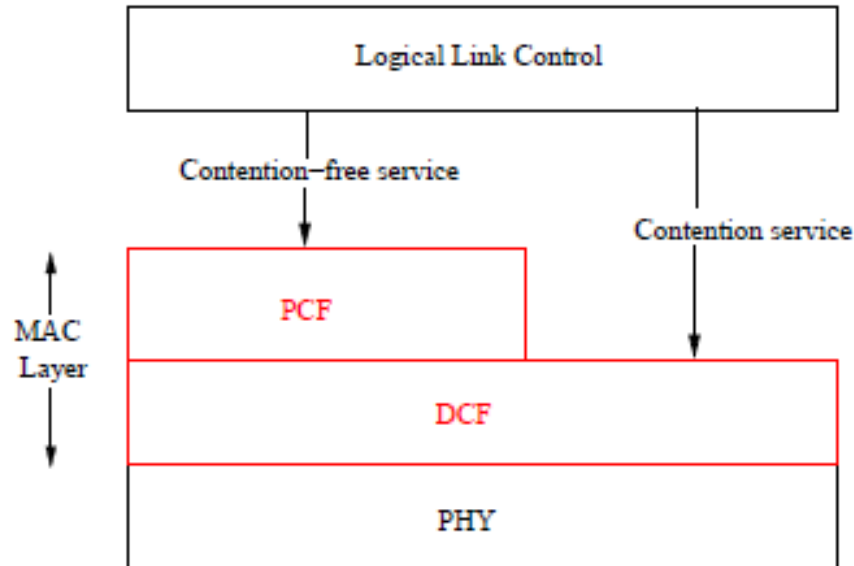 Logical Link Control
Contention−free service
Contention service
PCF
MAC
Layer
DCF
PHY